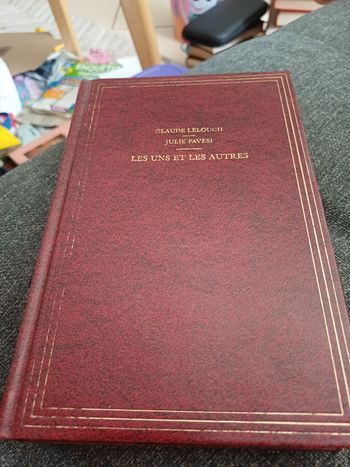 CLAUDE LELOUCH
JULIE PAVESI
LES UNS ET LES AUTRES